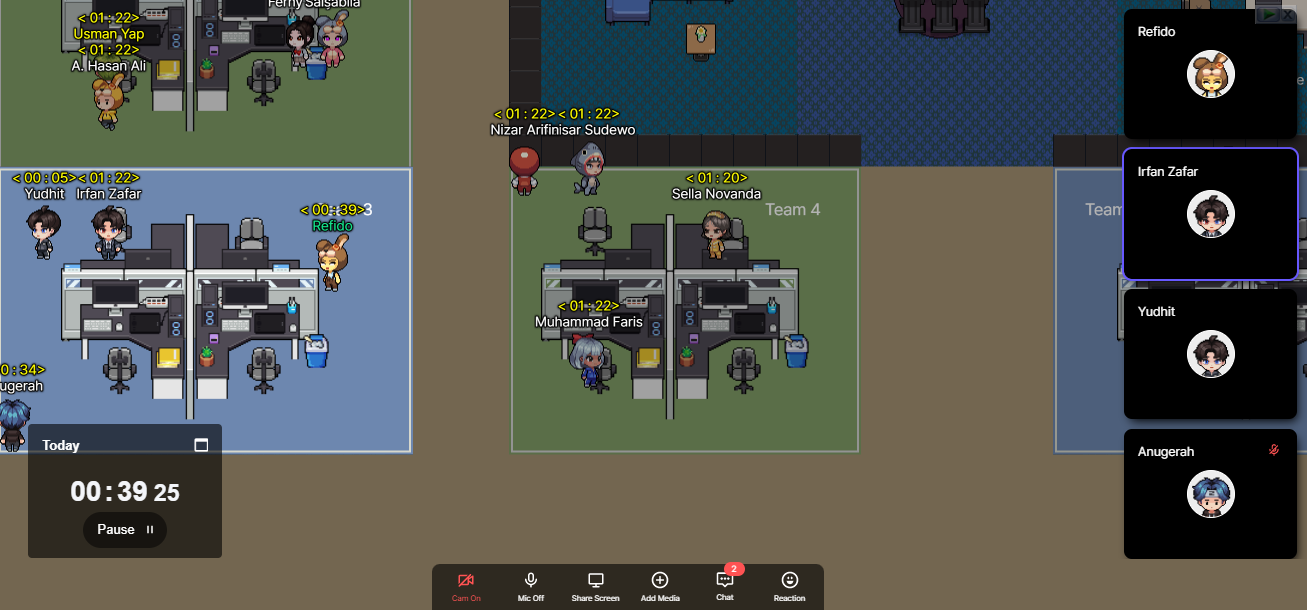 Ferny Salsabila
< 01 : 22>
Usman Yap
< 01 : 22>
A. Hasan Ali
< 01 : 22>< 01 : 22>
Nizar Arifinisar Sudewo
< 00 : 05>< 01 : 22>
Yudhit Irfan Zafar
< 00 : 39>3
Refido
< 01 : 20>
Sella Novanda
Team 4
Team
< 01 : 22>
Muhammad Faris
0 : 34>
ugerah
Today
00 : 39 25
Pause
Refido
Irfan Zafar
Yudhit
Anugerah
Cam On
Mic Off
Share Screen
Add Media
2
Chat
Reaction